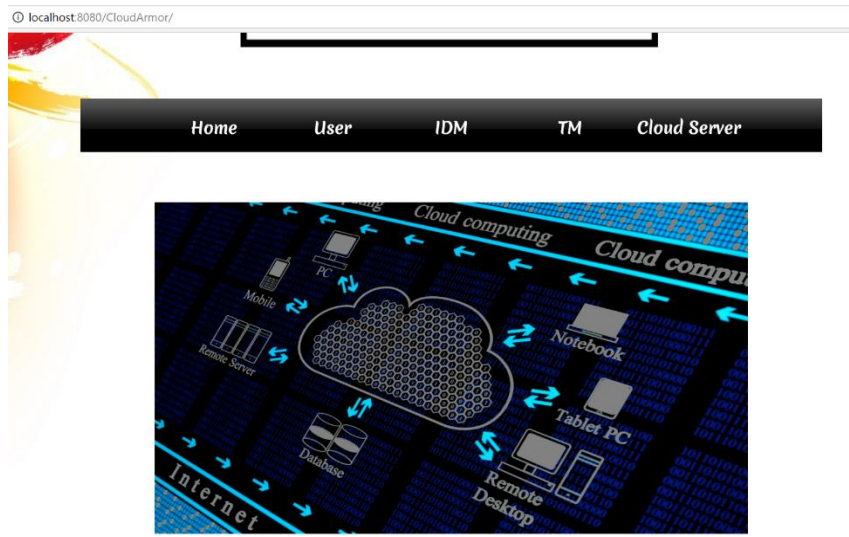 localhost:8080/CloudArmor/
Home User IDM TM Cloud Server
Cloud computing
Cloud compu
PC
Mobile
Notebook
Remote Server
Tablet PC
Database
Remote
Desktop
Internet